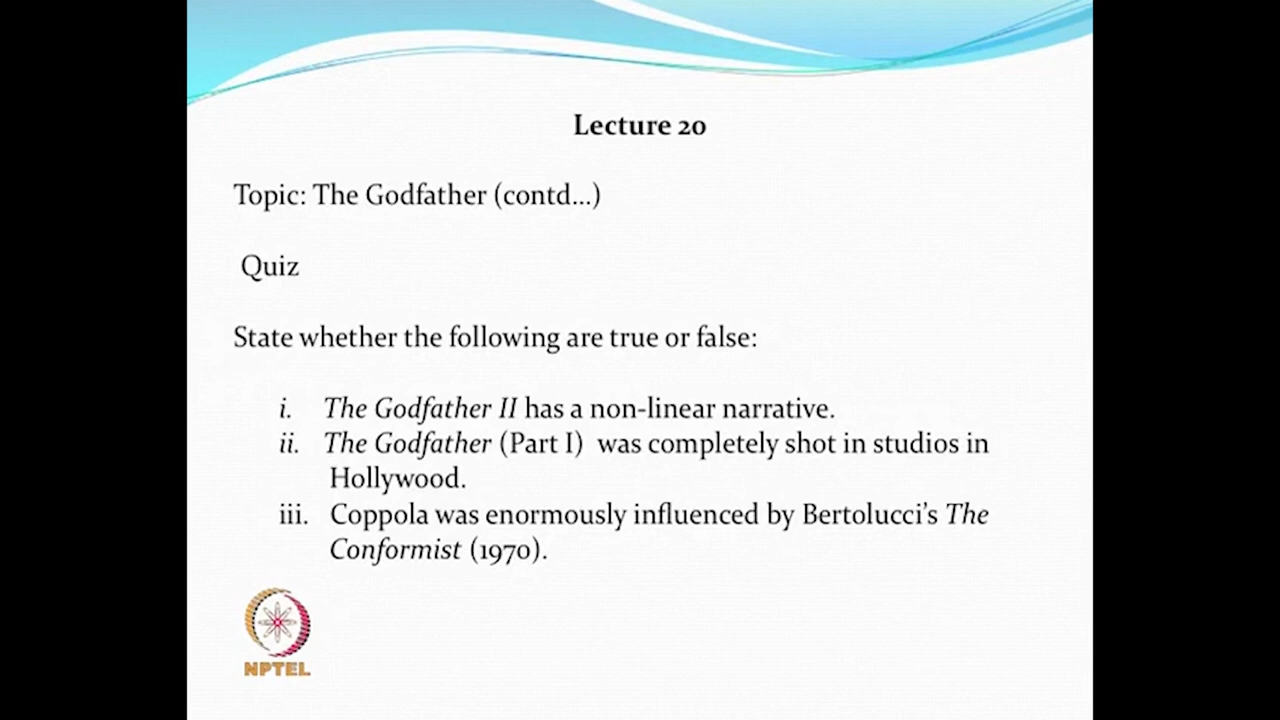 Lecture 20
Topic: The Godfather (contd...)
Quiz
State whether the following are true or false:
i. The Godfather II has a non-linear narrative.
ii. The Godfather (Part I) was completely shot in studios in
Hollywood.
iii. Coppola was enormously influenced by Bertolucci's The
Conformist (1970).
NPTEL